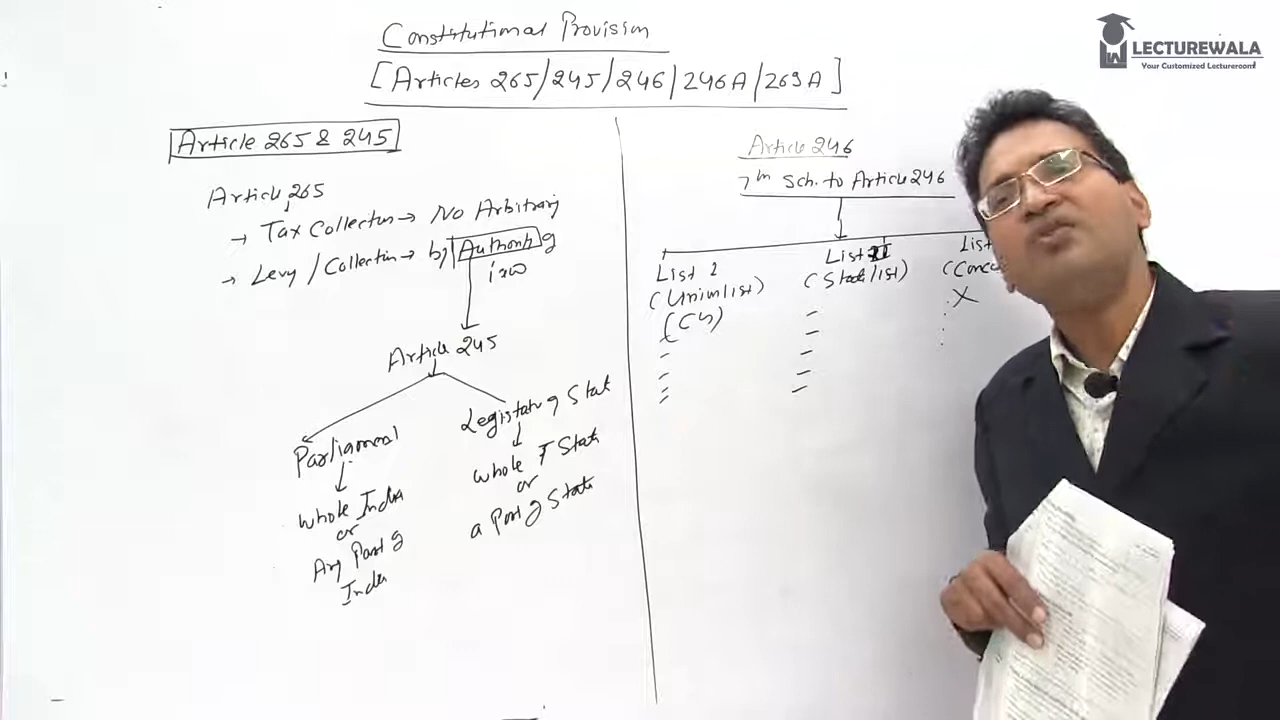 Constitutional Provision
[Articles 265/245/246/246A/269A]
LECTUREWALA
Your Customized Lectureroom
Article 265 & 245
Article 265
→ Tax Collection → No Arbitrary
→ Levy / Collection → by Authority
Article 245
Parliament
whole India
or
Any Part of
India
Legislature of State
whole of State
or
a Part of State
Article 246
7th Sch. to Article 246
List 1
(Union list)
(CG)
List II
(State list)
List
(Conc
X